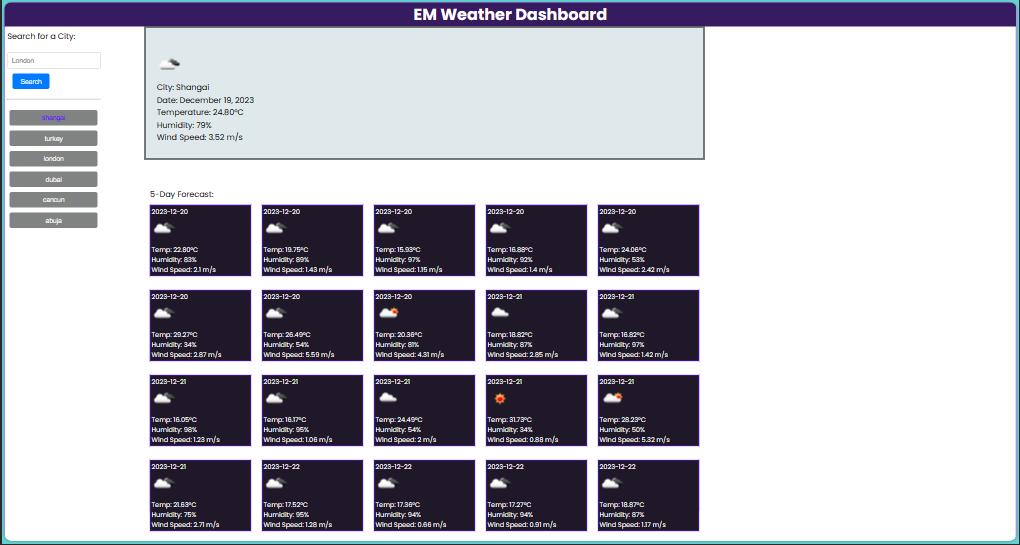 EM Weather Dashboard
Search for a City:
London
Search
shangai
turkey
london
dubai
cancun
abuja
City: Shangai
Date: December 19, 2023
Temperature: 24.80°C
Humidity: 79%
Wind Speed: 3.52 m/s
5-Day Forecast:
2023-12-20
Temp: 22.80°C
Humidity: 83%
Wind Speed: 2.1 m/s
2023-12-20
Temp: 19.75°C
Humidity: 89%
Wind Speed: 1.43 m/s
2023-12-20
Temp: 15.93°C
Humidity: 97%
Wind Speed: 1.15 m/s
2023-12-20
Temp: 16.88°C
Humidity: 92%
Wind Speed: 1.4 m/s
2023-12-20
Temp: 24.06°C
Humidity: 53%
Wind Speed: 2.42 m/s
2023-12-20
Temp: 29.27°C
Humidity: 34%
Wind Speed: 2.87 m/s
2023-12-20
Temp: 26.49°C
Humidity: 54%
Wind Speed: 5.59 m/s
2023-12-20
Temp: 20.36°C
Humidity: 81%
Wind Speed: 4.31 m/s
2023-12-21
Temp: 18.82°C
Humidity: 87%
Wind Speed: 2.85 m/s
2023-12-21
Temp: 16.82°C
Humidity: 97%
Wind Speed: 1.42 m/s
2023-12-21
Temp: 16.05°C
Humidity: 98%
Wind Speed: 1.23 m/s
2023-12-21
Temp: 16.17°C
Humidity: 95%
Wind Speed: 1.06 m/s
2023-12-21
Temp: 24.49°C
Humidity: 54%
Wind Speed: 2 m/s
2023-12-21
Temp: 31.73°C
Humidity: 34%
Wind Speed: 0.88 m/s
2023-12-21
Temp: 28.23°C
Humidity: 50%
Wind Speed: 5.32 m/s
2023-12-21
Temp: 21.63°C
Humidity: 75%
Wind Speed: 2.71 m/s
2023-12-22
Temp: 17.52°C
Humidity: 95%
Wind Speed: 1.28 m/s
2023-12-22
Temp: 17.36°C
Humidity: 94%
Wind Speed: 0.66 m/s
2023-12-22
Temp: 17.27°C
Humidity: 94%
Wind Speed: 0.91 m/s
2023-12-22
Temp: 18.87°C
Humidity: 87%
Wind Speed: 1.17 m/s